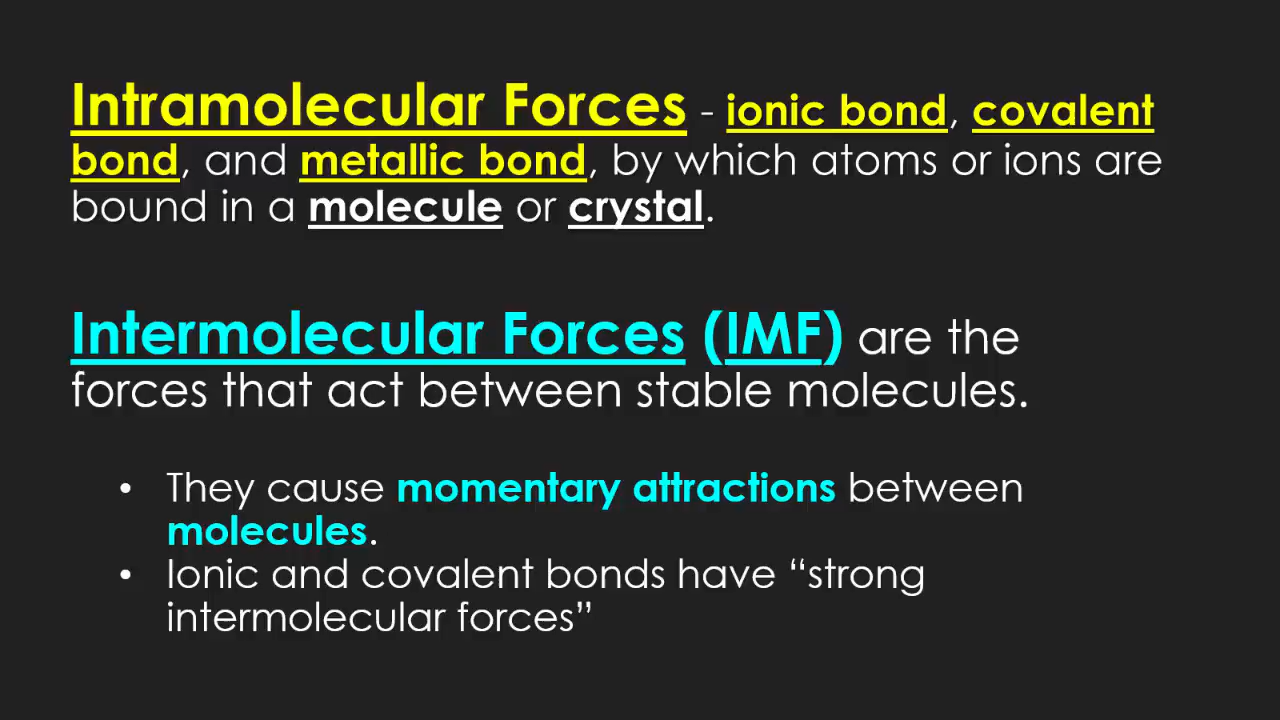 Intramolecular Forces - ionic bond, covalent
bond, and metallic bond, by which atoms or ions are
bound in a molecule or crystal.
Intermolecular Forces (IMF) are the
forces that act between stable molecules.
• They cause momentary attractions between
molecules.
• Ionic and covalent bonds have “strong
intermolecular forces”